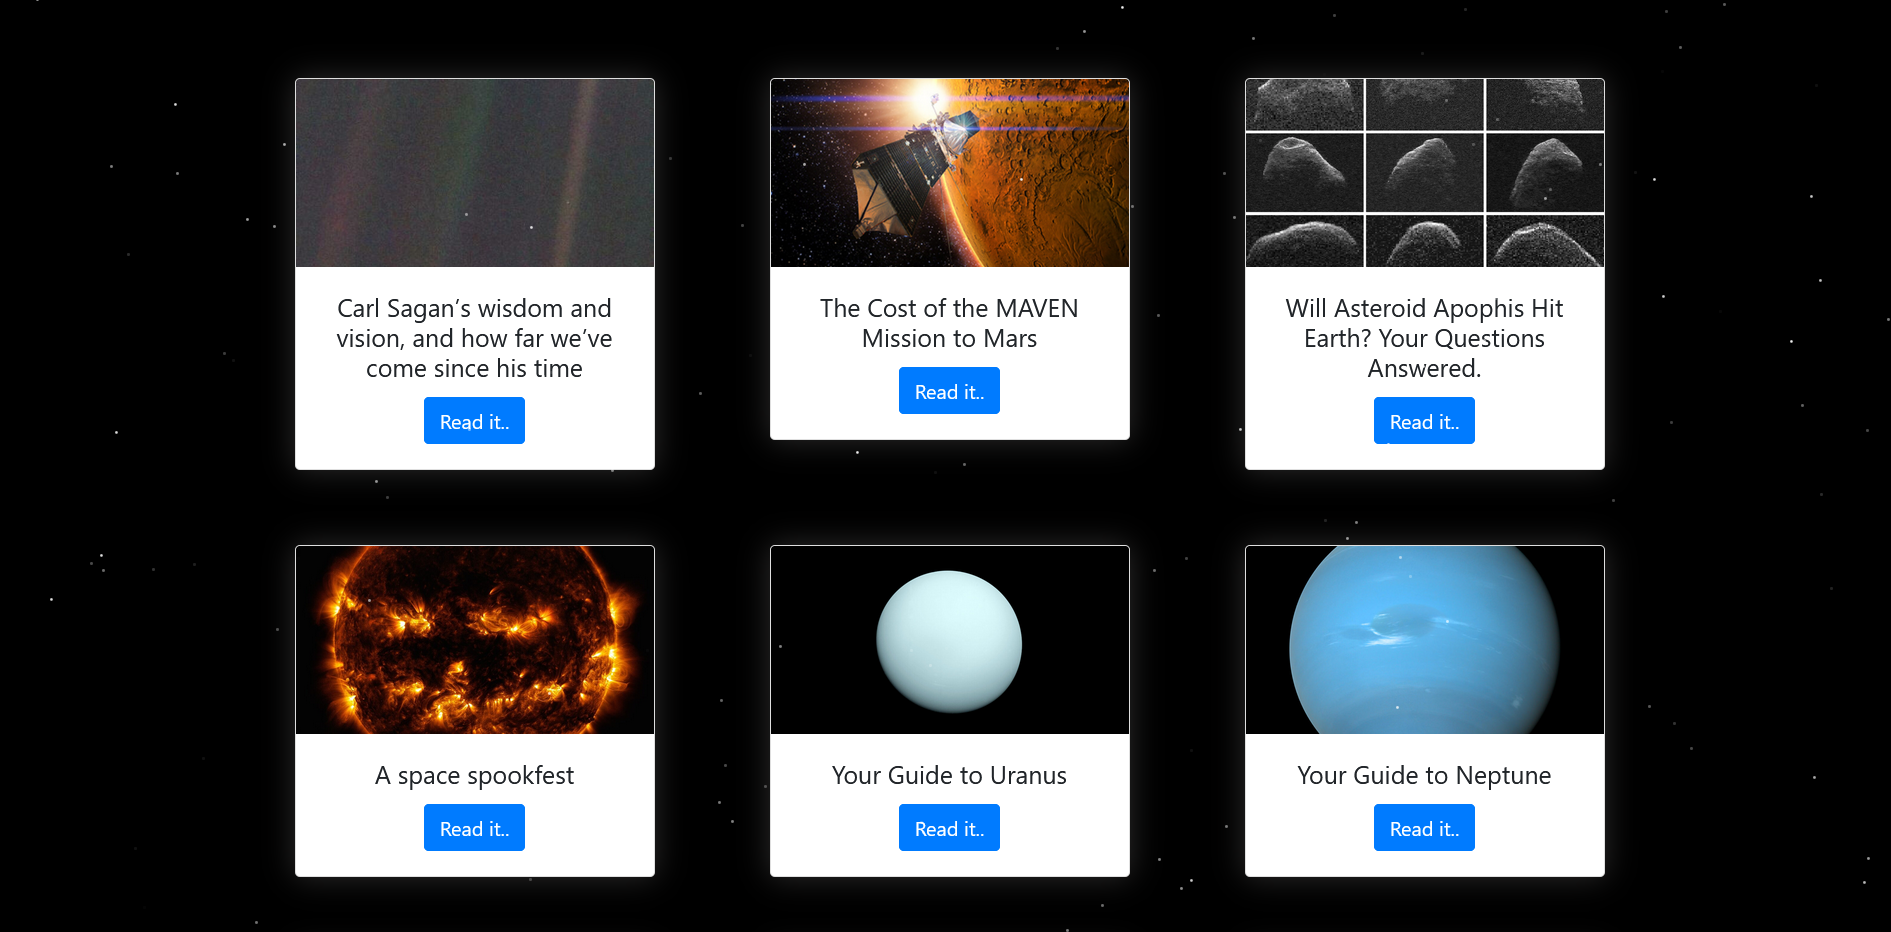 Carl Sagan’s wisdom and
vision, and how far we’ve
come since his time
Read it..
The Cost of the MAVEN
Mission to Mars
Read it..
Will Asteroid Apophis Hit
Earth? Your Questions
Answered.
Read it..
A space spookfest
Read it..
Your Guide to Uranus
Read it..
Your Guide to Neptune
Read it..